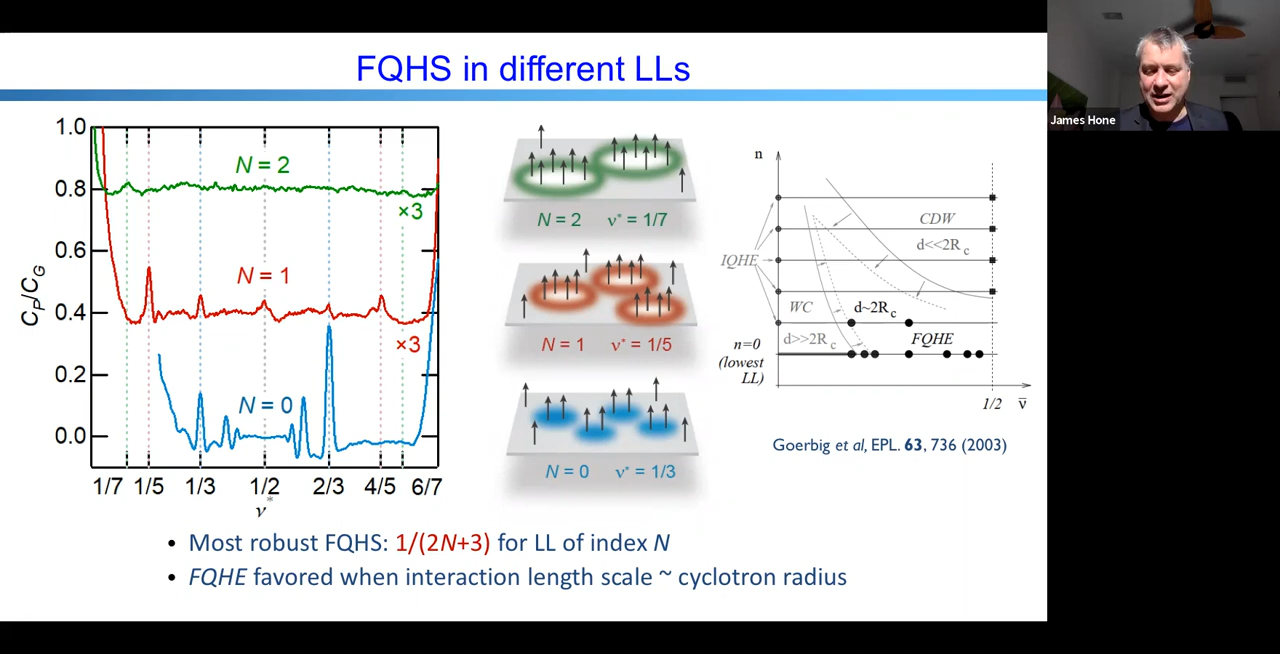 FQHS in different LLs
James Hone
1.0
0.8
0.6
0.4
0.2
0.0
C_P/C_G
N = 2
×3
N = 1
×3
N = 0
1/7 1/5 1/3 1/2 2/3 4/5 6/7
ν*
N = 2 ν* = 1/7
N = 1 ν* = 1/5
N = 0 ν* = 1/3
n
CDW
d<<2R_c
IQHE
WC
d~2R_c
d>>2R_c
FQHE
n=0
(lowest
LL)
1/2
ν̄
Goerbig et al, EPL. 63, 736 (2003)
• Most robust FQHS: 1/(2N+3) for LL of index N
• FQHE favored when interaction length scale ~ cyclotron radius